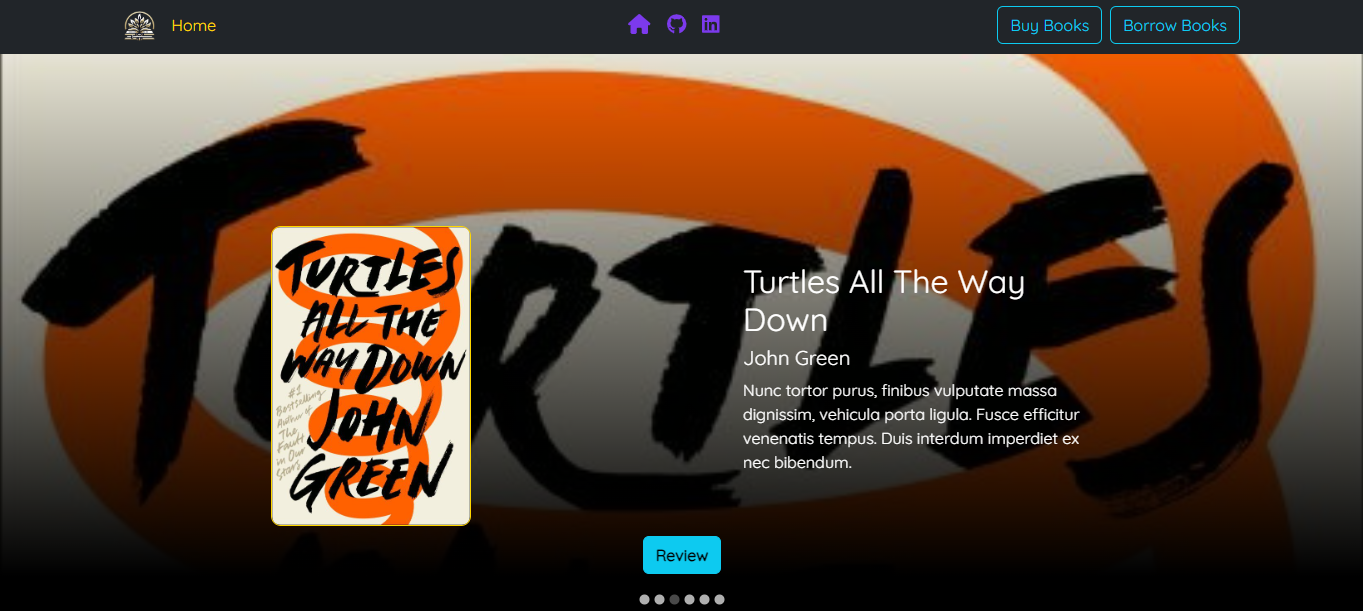 Home
Buy Books
Borrow Books
TURTLES
TURTLES
ALL THE
WAY DOWN
#1
Bestselling
Author of
The
Fault
in Our
Stars
JOHN
GREEN
Turtles All The Way
Down
John Green
Nunc tortor purus, finibus vulputate massa
dignissim, vehicula porta ligula. Fusce efficitur
venenatis tempus. Duis interdum imperdiet ex
nec bibendum.
Review